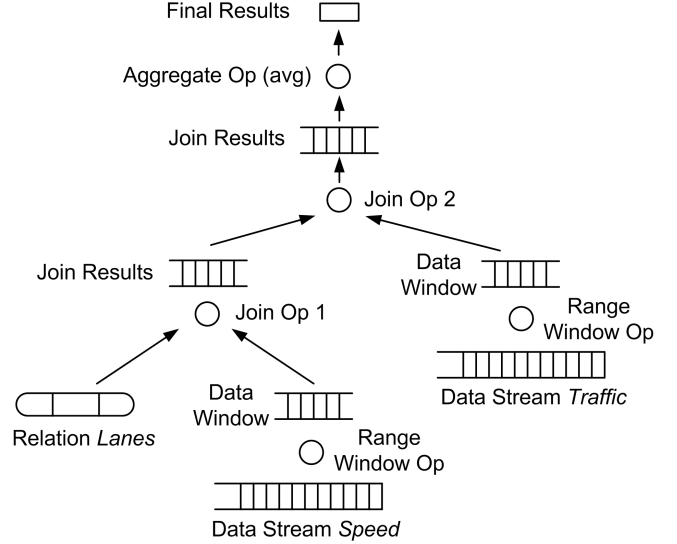 Final Results
Aggregate Op (avg)
Join Results
Join Op 2
Join Results
Data
Window
Join Op 1
Range
Window Op
Data Stream Traffic
Relation Lanes
Data
Window
Range
Window Op
Data Stream Speed